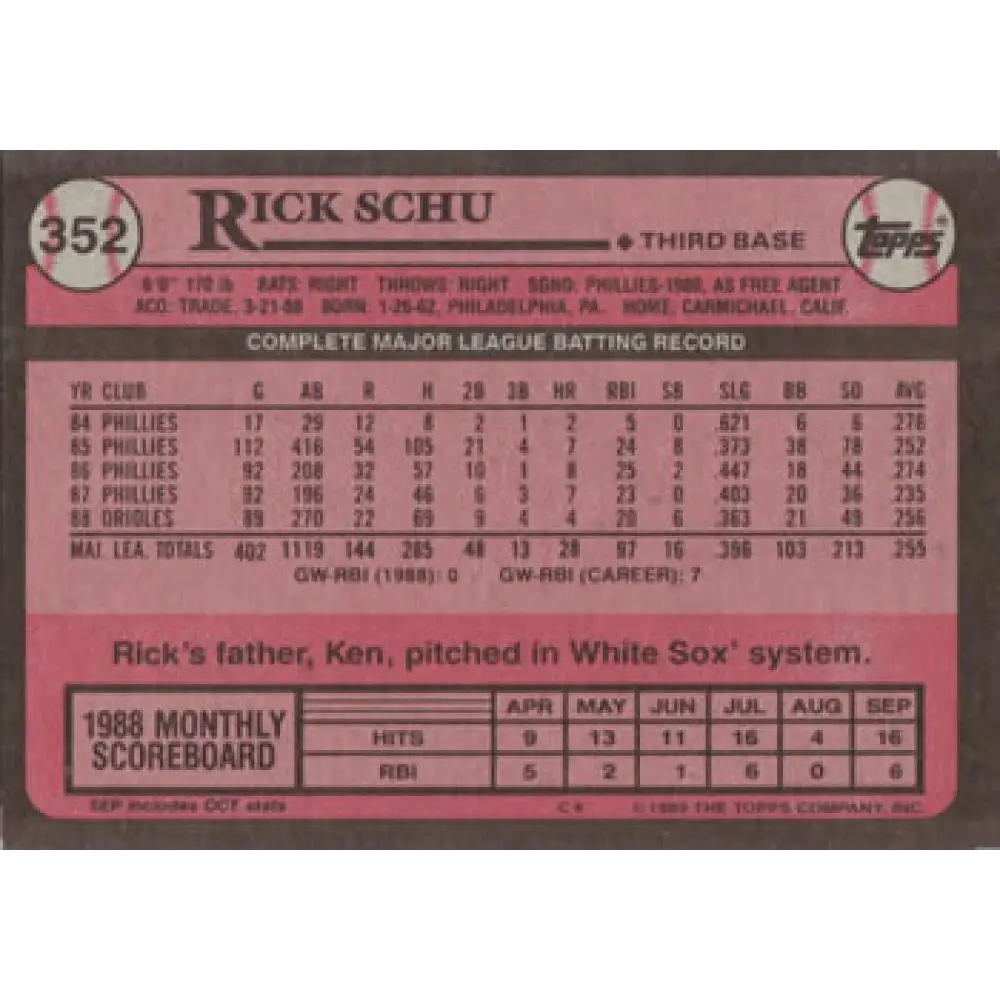 352 RICK SCHU ◆ THIRD BASE topps®
6'0" 170 lb BATS: RIGHT THROWS: RIGHT SGND: PHILLIES-1980, AS FREE AGENT
ACQ: TRADE, 3-21-88 BORN: 1-26-62, PHILADELPHIA, PA. HOME: CARMICHAEL, CALIF.
COMPLETE MAJOR LEAGUE BATTING RECORD
YR CLUB G AB R H 2B 3B HR RBI SB SLG BB SO AVG
84 PHILLIES 17 29 12 8 2 1 2 5 0 .621 6 6 .276
85 PHILLIES 112 416 54 105 21 4 7 24 8 .373 38 78 .252
86 PHILLIES 92 208 32 57 10 1 8 25 2 .447 18 44 .274
87 PHILLIES 92 196 24 46 6 3 7 23 0 .403 20 36 .235
88 ORIOLES 89 270 22 69 9 4 4 20 6 .363 21 49 .256
MAJ. LEA. TOTALS 402 1119 144 285 48 13 28 97 16 .396 103 213 .255
GW-RBI (1988): 0 GW-RBI (CAREER): 7
Rick's father, Ken, pitched in White Sox' system.
1988 MONTHLY SCOREBOARD
APR MAY JUN JUL AUG SEP
HITS 9 13 11 16 4 16
RBI 5 2 1 6 0 6
SEP includes OCT stats C* © 1989 THE TOPPS COMPANY, INC.